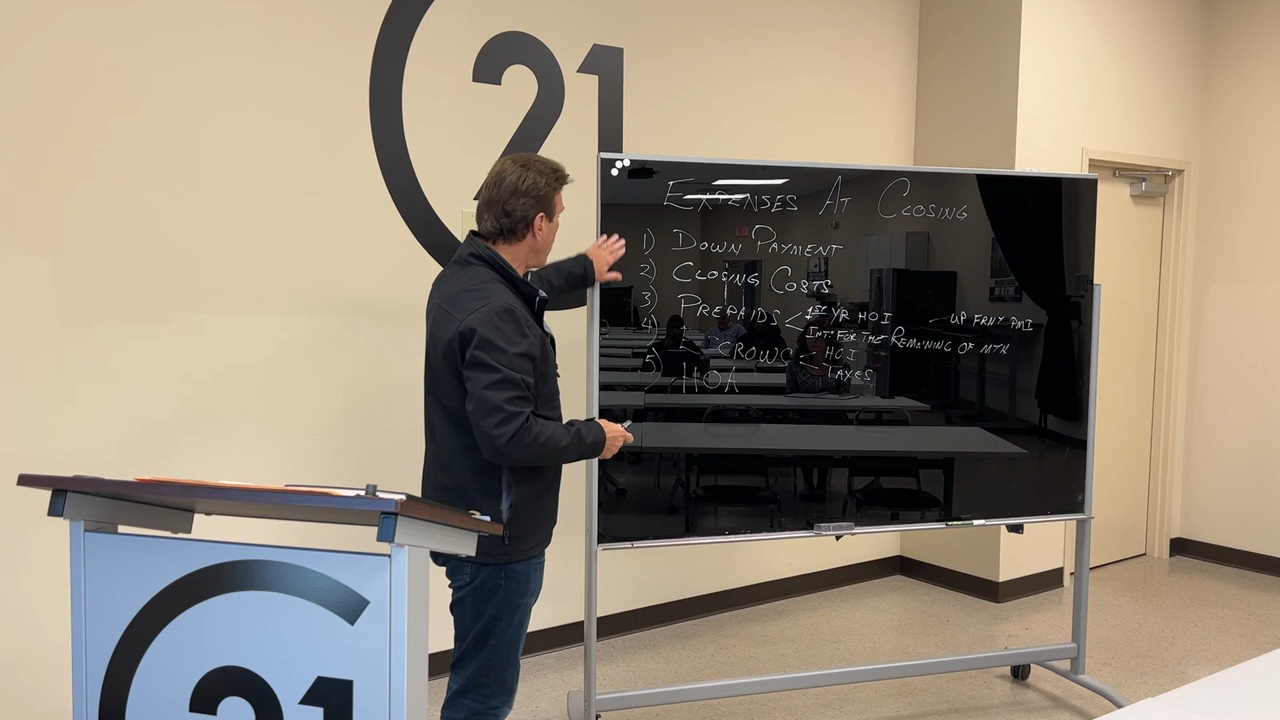 21
EXPENSES AT CLOSING
1) DOWN PAYMENT
2) CLOSING COSTS
3) PREPAIDS < 1ST YR HOI — UP FRNT PMI
INT. FOR THE REMAINING OF MTH
4) ESCROWS < HOI
TAXES
5) HOA
21